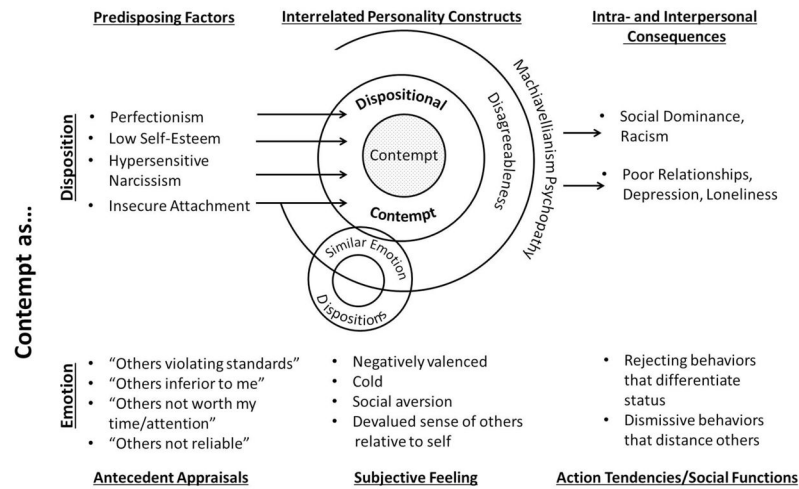 Predisposing Factors
Interrelated Personality Constructs
Intra- and Interpersonal
Consequences
Contempt as...
Disposition
• Perfectionism
• Low Self-Esteem
• Hypersensitive
Narcissism
• Insecure Attachment
Dispositional
Contempt
Contempt
Disagreeableness
Machiavellianism Psychopathy
Similar Emotion
Dispositions
• Social Dominance,
Racism
• Poor Relationships,
Depression, Loneliness
Emotion
• “Others violating standards”
• “Others inferior to me”
• “Others not worth my
time/attention”
• “Others not reliable”
• Negatively valenced
• Cold
• Social aversion
• Devalued sense of others
relative to self
• Rejecting behaviors
that differentiate
status
• Dismissive behaviors
that distance others
Antecedent Appraisals
Subjective Feeling
Action Tendencies/Social Functions